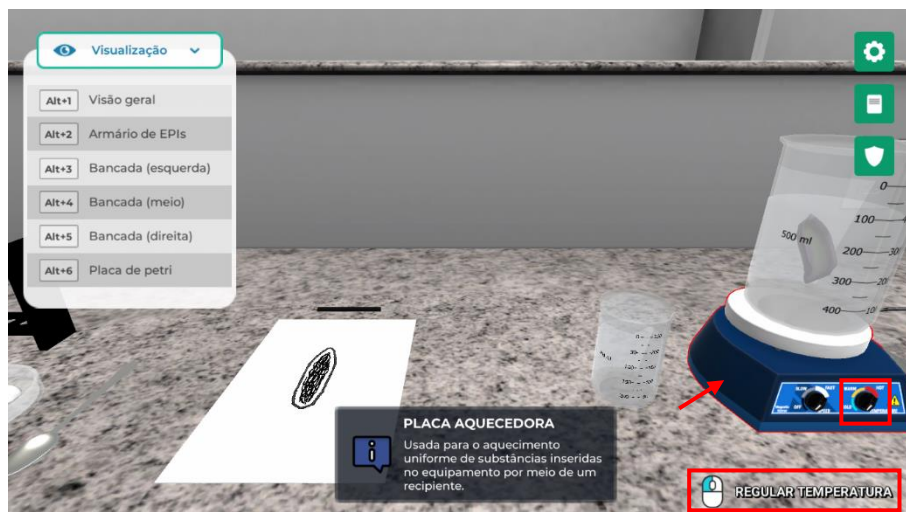 Visualização
Alt+1 Visão geral
Alt+2 Armário de EPIs
Alt+3 Bancada (esquerda)
Alt+4 Bancada (meio)
Alt+5 Bancada (direita)
Alt+6 Placa de petri
0
100
500 ml
200
300
400
PLACA AQUECEDORA
Usada para o aquecimento
uniforme de substâncias inseridas
no equipamento por meio de um
recipiente.
REGULAR TEMPERATURA